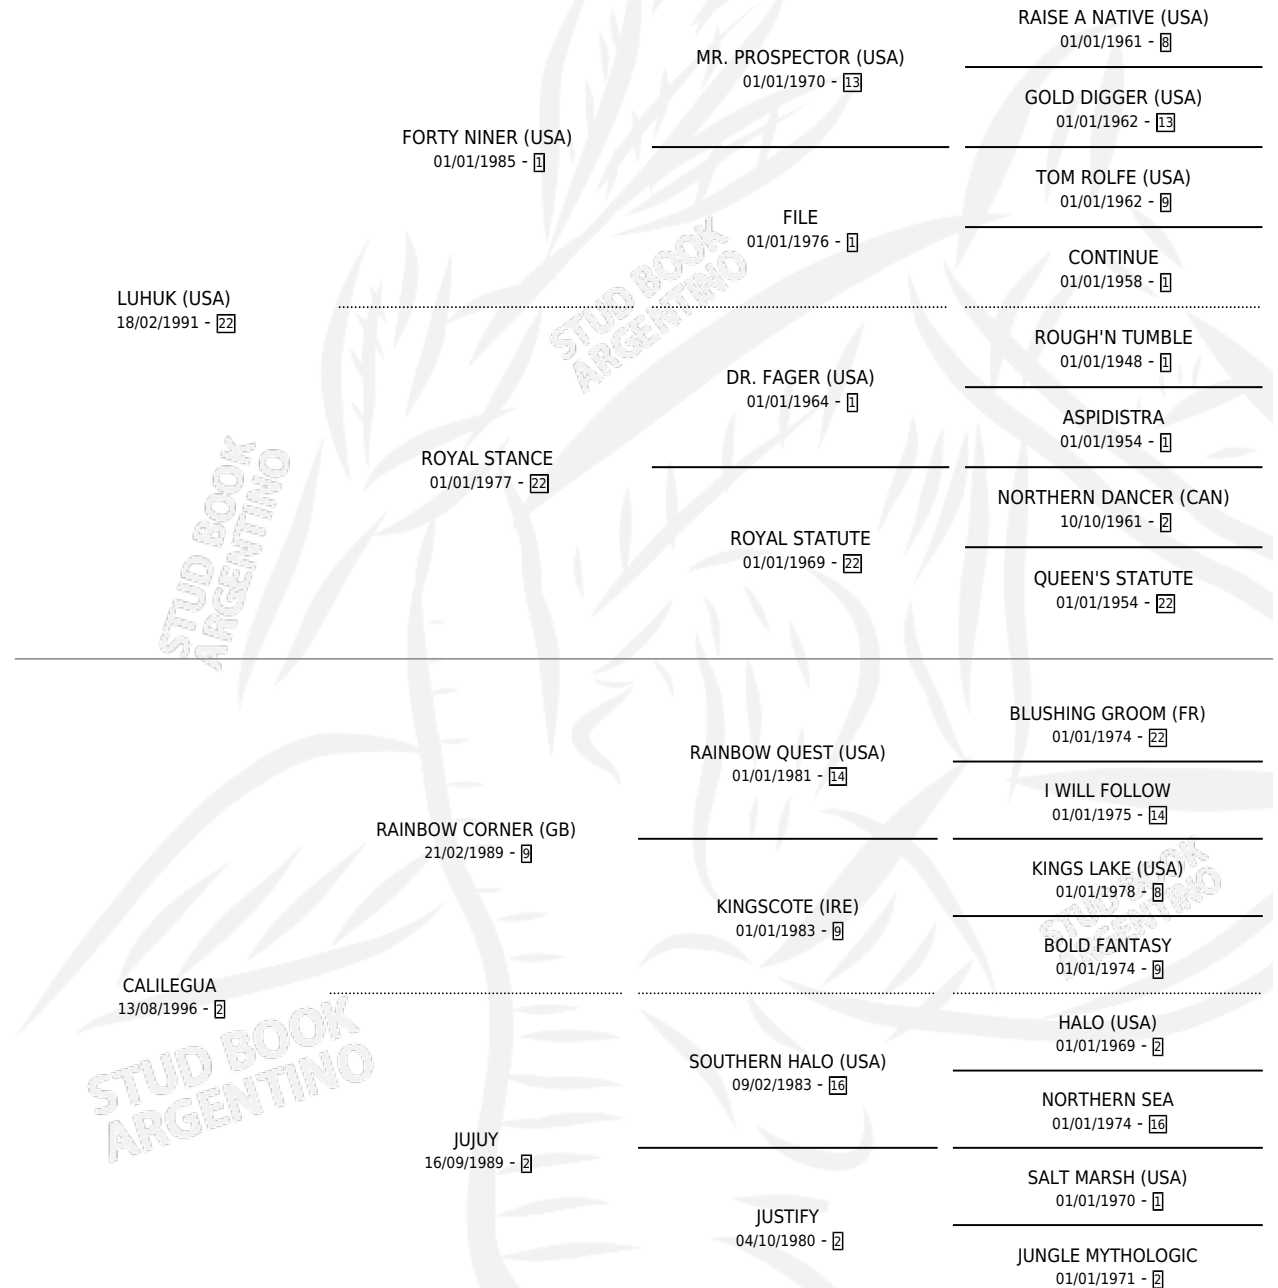 RAISE A NATIVE (USA)
01/01/1961 - 8
MR. PROSPECTOR (USA)
01/01/1970 - 13
GOLD DIGGER (USA)
01/01/1962 - 13
FORTY NINER (USA)
01/01/1985 - 1
TOM ROLFE (USA)
01/01/1962 - 9
FILE
01/01/1976 - 1
CONTINUE
01/01/1958 - 1
LUHUK (USA)
18/02/1991 - 22
ROUGH'N TUMBLE
01/01/1948 - 1
DR. FAGER (USA)
01/01/1964 - 1
ASPIDISTRA
01/01/1954 - 1
ROYAL STANCE
01/01/1977 - 22
NORTHERN DANCER (CAN)
10/10/1961 - 2
ROYAL STATUTE
01/01/1969 - 22
QUEEN'S STATUTE
01/01/1954 - 22
BLUSHING GROOM (FR)
01/01/1974 - 22
RAINBOW QUEST (USA)
01/01/1981 - 14
I WILL FOLLOW
01/01/1975 - 14
RAINBOW CORNER (GB)
21/02/1989 - 9
KINGS LAKE (USA)
01/01/1978 - 8
KINGSCOTE (IRE)
01/01/1983 - 9
BOLD FANTASY
01/01/1974 - 9
CALILEGUA
13/08/1996 - 2
HALO (USA)
01/01/1969 - 2
SOUTHERN HALO (USA)
09/02/1983 - 16
NORTHERN SEA
01/01/1974 - 16
JUJUY
16/09/1989 - 2
SALT MARSH (USA)
01/01/1970 - 1
JUSTIFY
04/10/1980 - 2
JUNGLE MYTHOLOGIC
01/01/1971 - 2
STUD BOOK
ARGENTINO
STUD BOOK
ARGENTINO
STUD BOOK
ARGENTINO
STUD BOOK
ARGENTINO